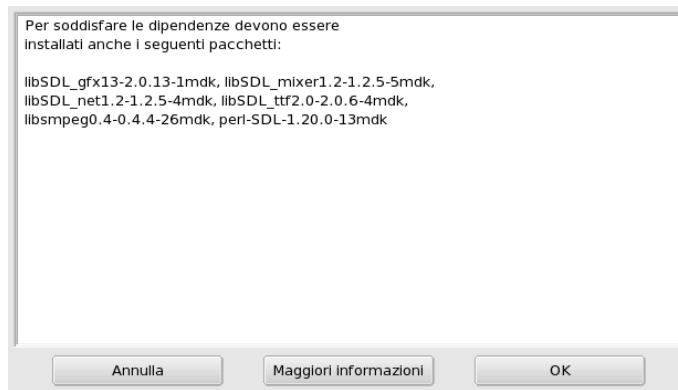 Per soddisfare le dipendenze devono essere
installati anche i seguenti pacchetti:
libSDL_gfx13-2.0.13-1mdk, libSDL_mixer1.2-1.2.5-5mdk,
libSDL_net1.2-1.2.5-4mdk, libSDL_ttf2.0-2.0.6-4mdk,
libsmpeg0.4-0.4.4-26mdk, perl-SDL-1.20.0-13mdk
Annulla Maggiori informazioni OK